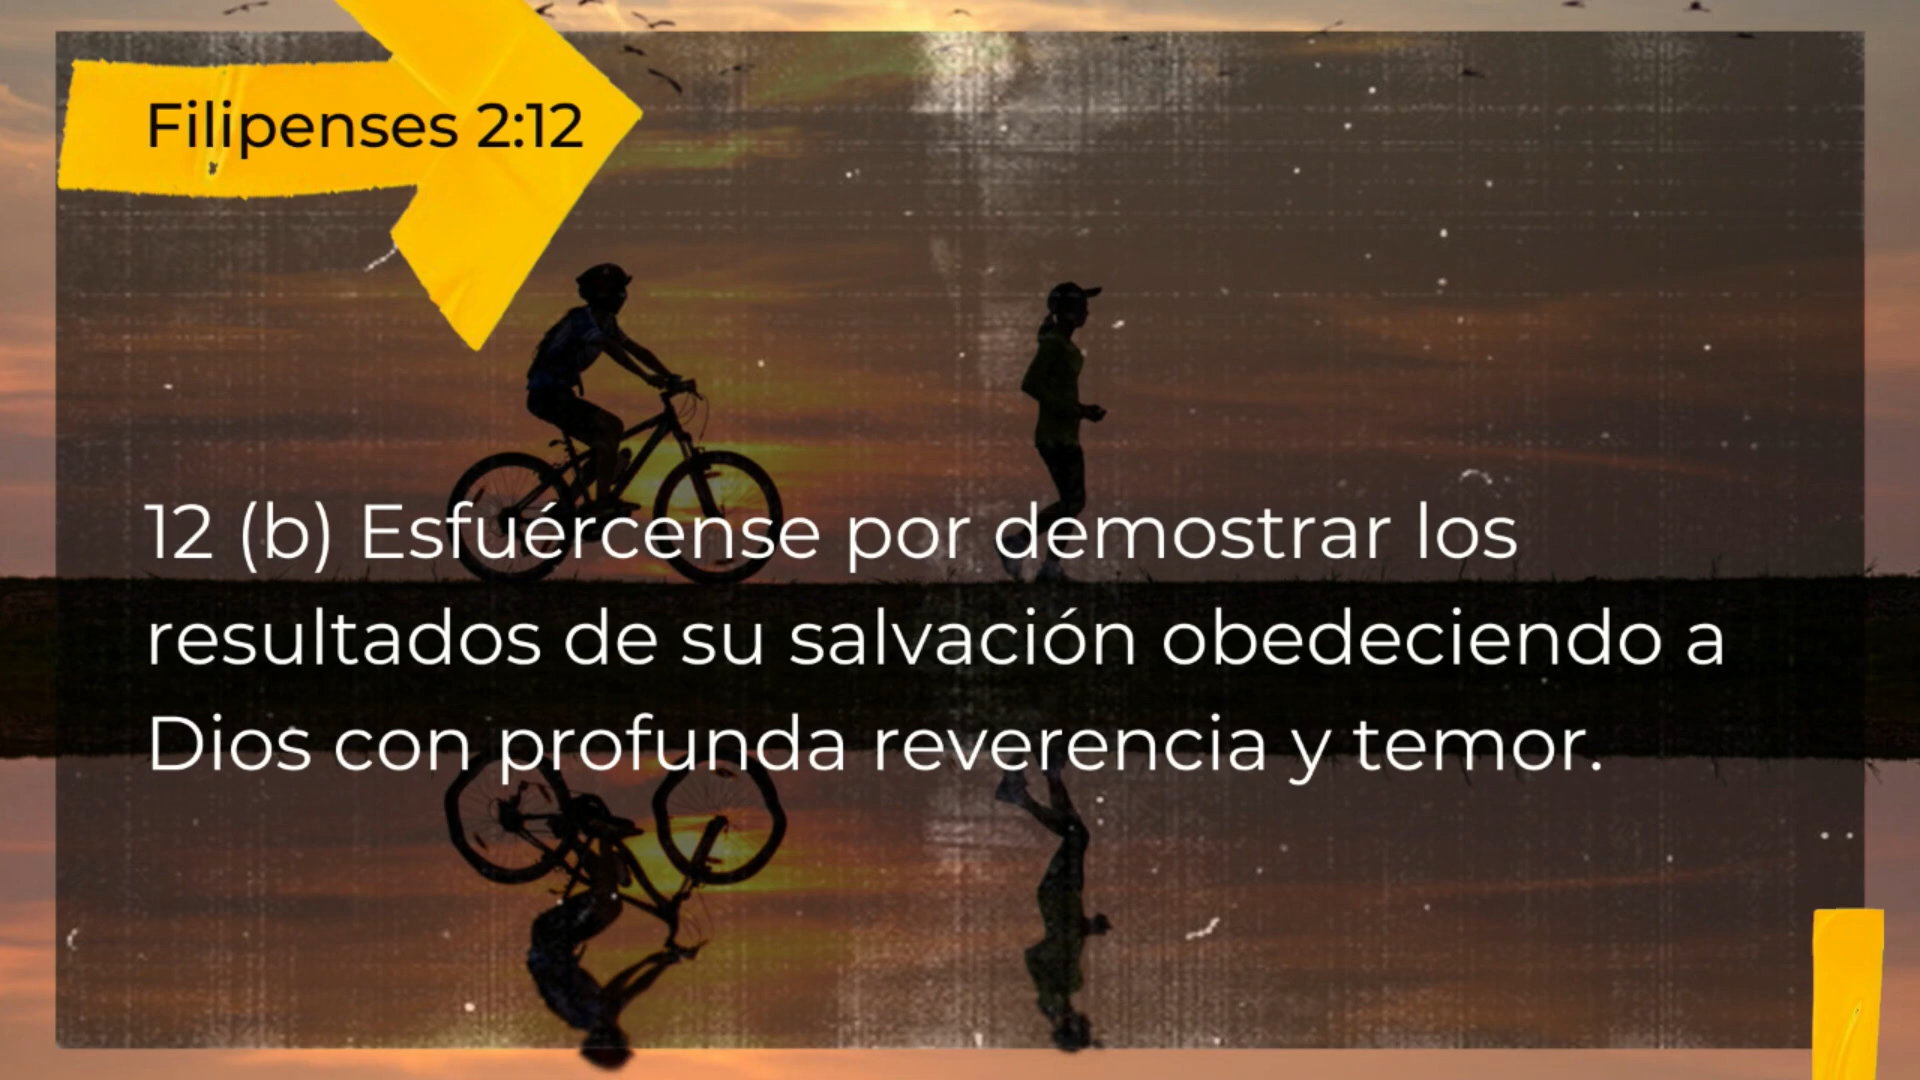 Filipenses 2:12
12 (b) Esfuércense por demostrar los
resultados de su salvación obedeciendo a
Dios con profunda reverencia y temor.